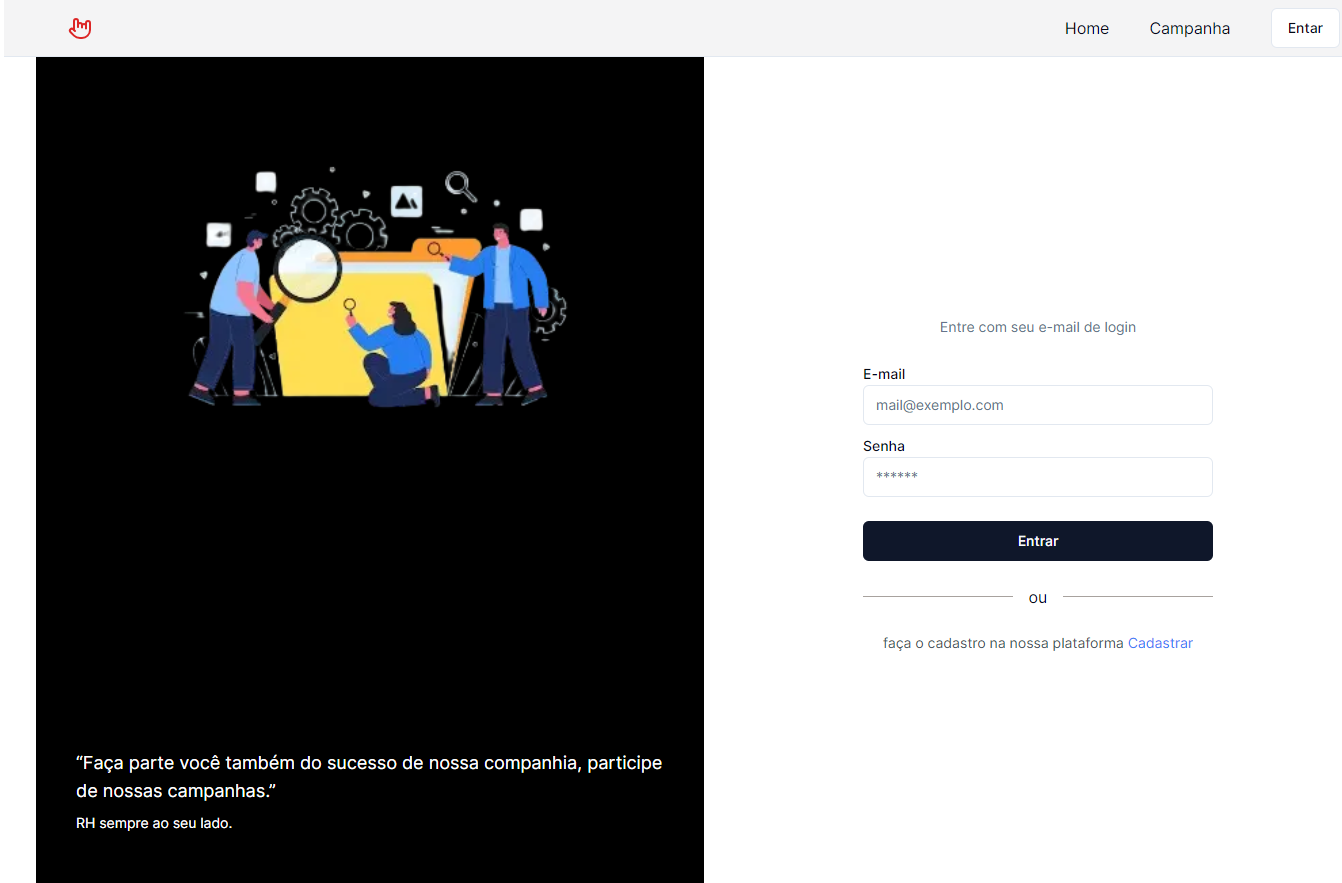 Home Campanha Entar
Entre com seu e-mail de login
E-mail
mail@exemplo.com
Senha
******
Entrar
ou
faça o cadastro na nossa plataforma Cadastrar
“Faça parte você também do sucesso de nossa companhia, participe
de nossas campanhas.”
RH sempre ao seu lado.